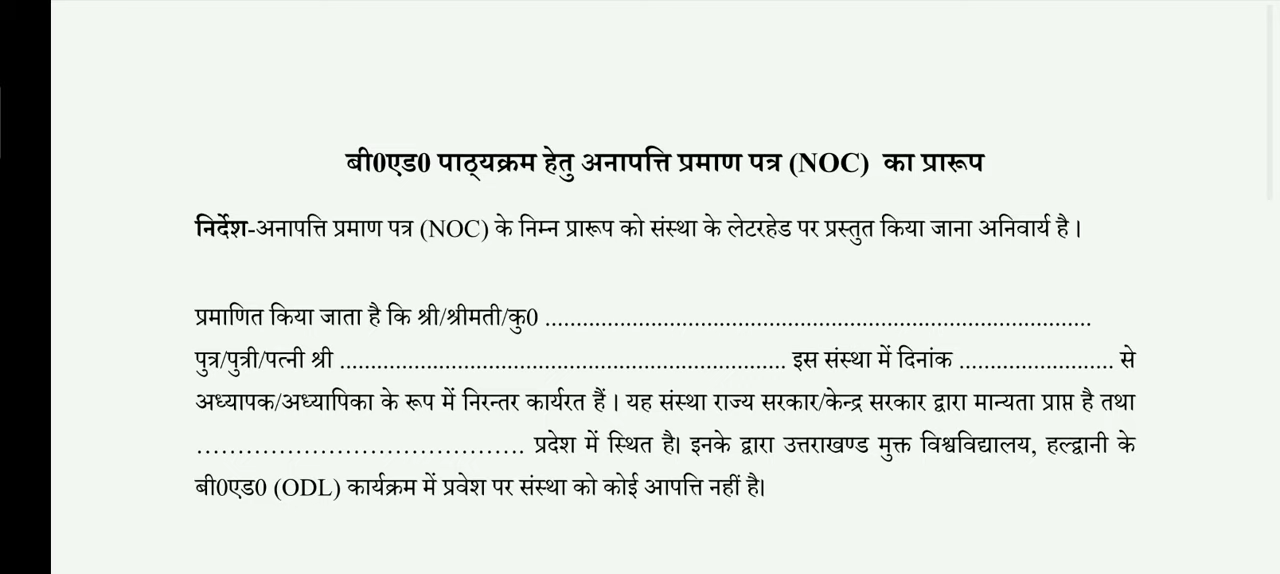 बी0एड0 पाठ्यक्रम हेतु अनापत्ति प्रमाण पत्र (NOC) का प्रारूप
निर्देश-अनापत्ति प्रमाण पत्र (NOC) के निम्न प्रारूप को संस्था के लेटरहेड पर प्रस्तुत किया जाना अनिवार्य है।
प्रमाणित किया जाता है कि श्री/श्रीमती/कु0 ........................................................................................
पुत्र/पुत्री/पत्नी श्री ........................................................................ इस संस्था में दिनांक ......................... से
अध्यापक/अध्यापिका के रूप में निरन्तर कार्यरत हैं। यह संस्था राज्य सरकार/केन्द्र सरकार द्वारा मान्यता प्राप्त है तथा
........................................ प्रदेश में स्थित है। इनके द्वारा उत्तराखण्ड मुक्त विश्वविद्यालय, हल्द्वानी के
बी0एड0 (ODL) कार्यक्रम में प्रवेश पर संस्था को कोई आपत्ति नहीं है।